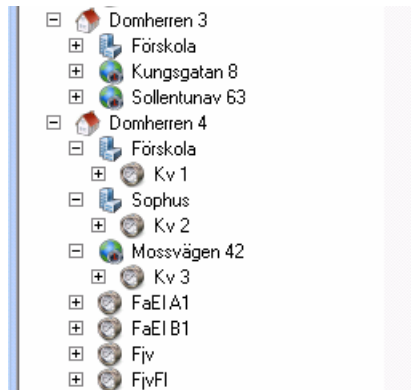 Domherren 3
Förskola
Kungsgatan 8
Sollentunav 63
Domherren 4
Förskola
Kv 1
Sophus
Kv 2
Mossvägen 42
Kv 3
FaEl A1
FaEl B1
Fjv
FjvFl